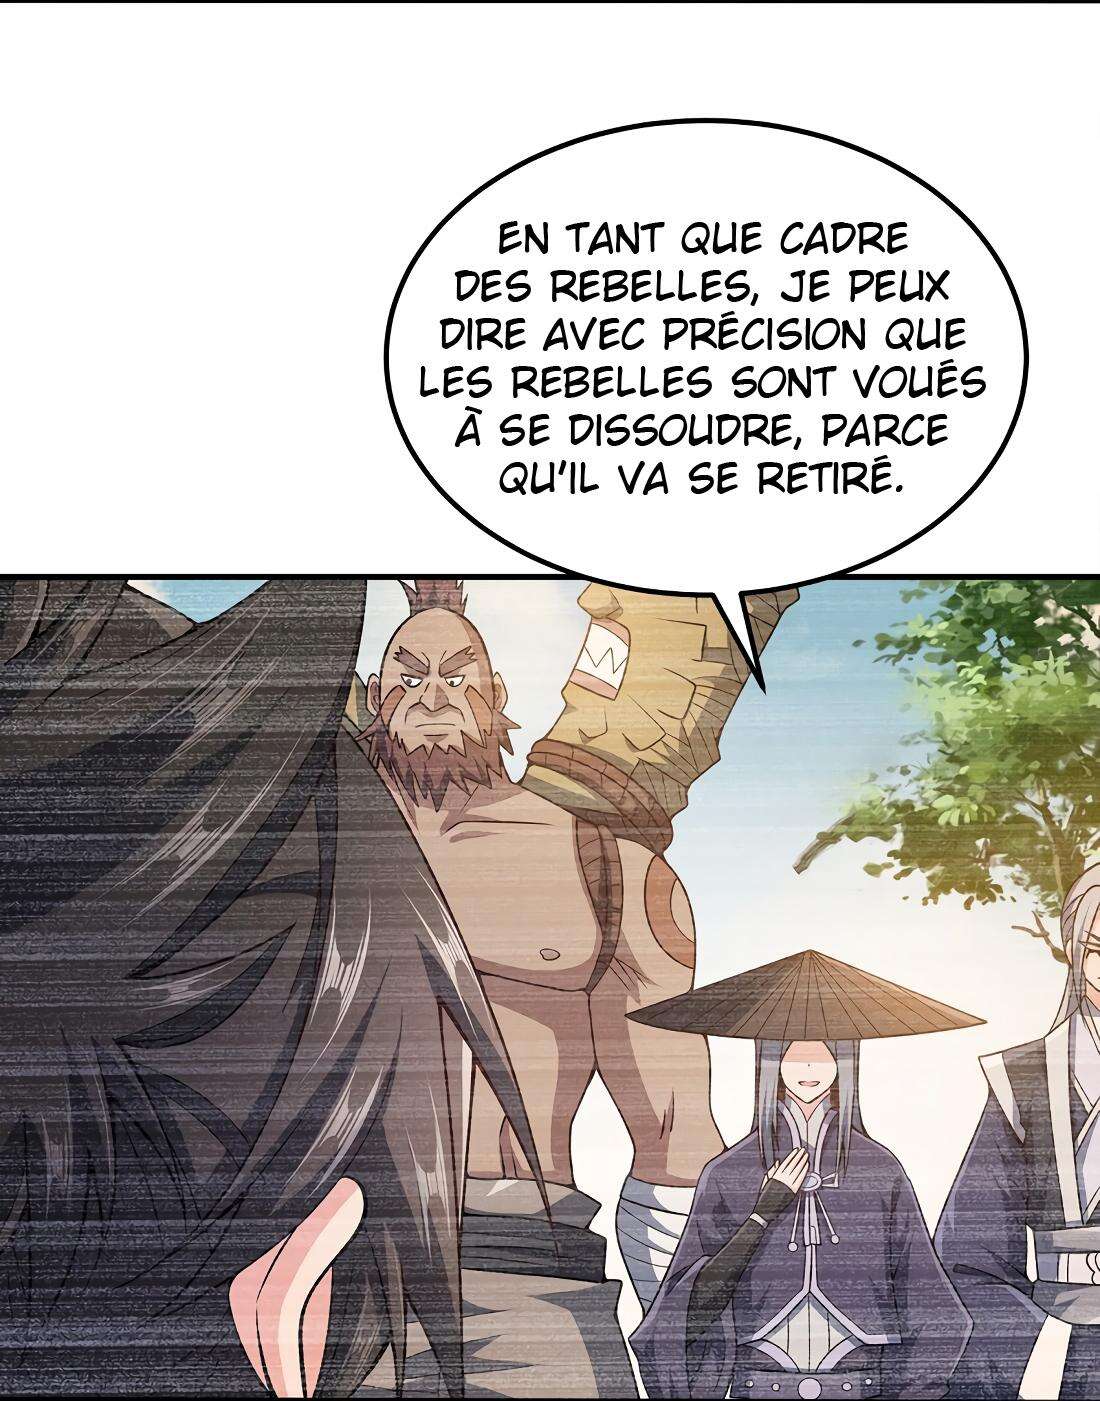 EN TANT QUE CADRE
DES REBELLES, JE PEUX
DIRE AVEC PRÉCISION QUE
LES REBELLES SONT VOUÉS
À SE DISSOUDRE, PARCE
QU'IL VA SE RETIRÉ.